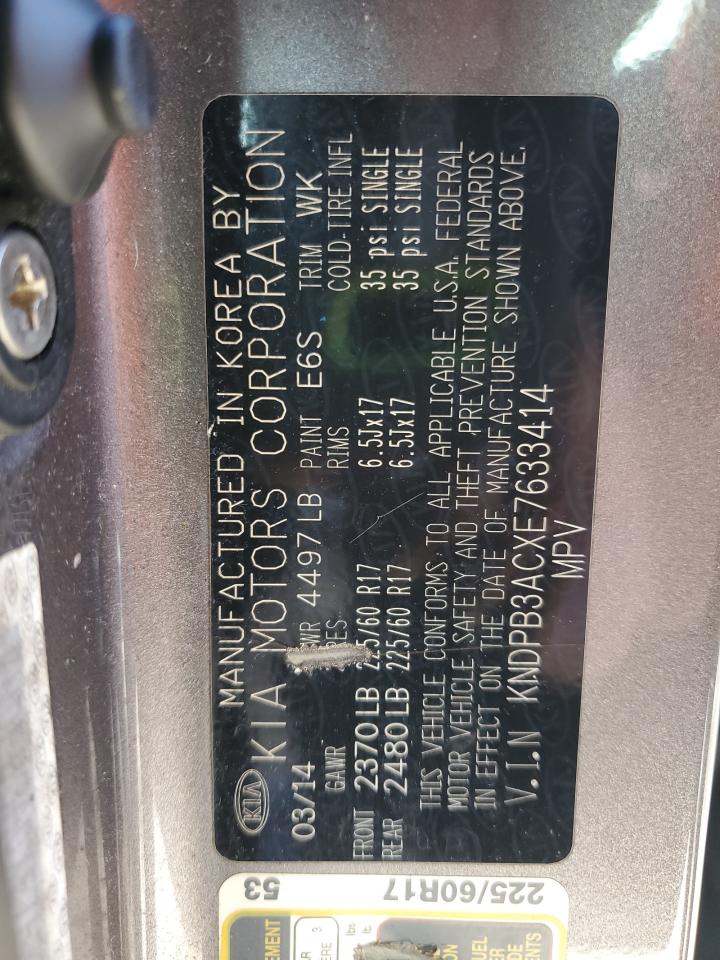 MANUFACTURED IN KOREA BY
KIA KIA MOTORS CORPORATION
03/14 4497 LB PAINT E6S TRIM WK
GAWR RIMS COLD-TIRE INFL
FRONT 2370 LB 225/60 R17 6.5Jx17 35 psi SINGLE
REAR 2480 LB 225/60 R17 6.5Jx17 35 psi SINGLE
THIS VEHICLE CONFORMS TO ALL APPLICABLE U.S.A. FEDERAL
MOTOR VEHICLE SAFETY AND THEFT PREVENTION STANDARDS
IN EFFECT ON THE DATE OF MANUFACTURE SHOWN ABOVE.
V.I.N KNDPB3ACXE7633414
MPV
53 225/60R17